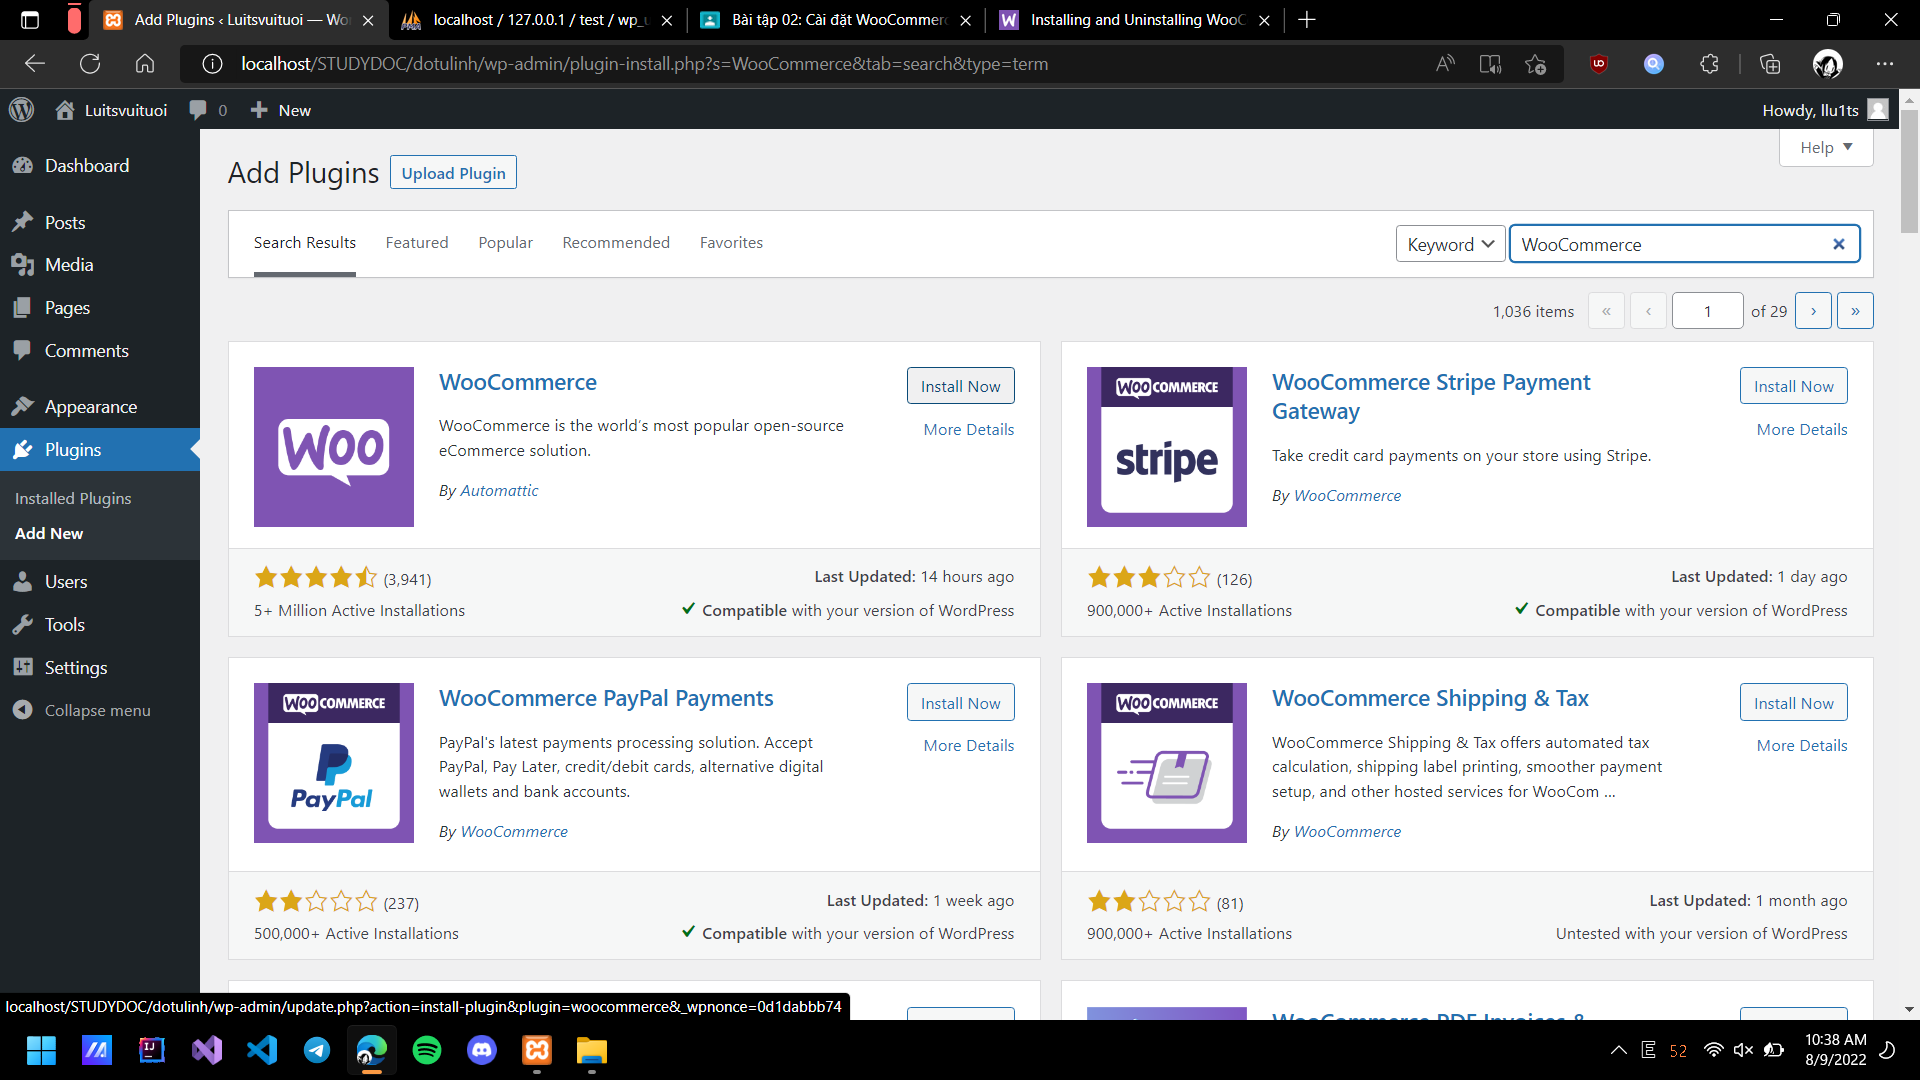 Add Plugins ‹ Luitsvuituoi — Wo
localhost / 127.0.0.1 / test / wp_u
Bài tập 02: Cài đặt WooCommer
Installing and Uninstalling WooC
localhost/STUDYDOC/dotulinh/wp-admin/plugin-install.php?s=WooCommerce&tab=search&type=term
Luitsvuituoi
0
New
Howdy, llu1ts
Dashboard
Posts
Media
Pages
Comments
Appearance
Plugins
Installed Plugins
Add New
Users
Tools
Settings
Collapse menu
Help
Add Plugins
Upload Plugin
Search Results
Featured
Popular
Recommended
Favorites
Keyword
WooCommerce
1,036 items
«
‹
1
of 29
›
»
Woo
WooCommerce
Install Now
More Details
WooCommerce is the world's most popular open-source
eCommerce solution.
By Automattic
(3,941)
5+ Million Active Installations
Last Updated: 14 hours ago
Compatible with your version of WordPress
WOO COMMERCE
stripe
WooCommerce Stripe Payment
Gateway
Install Now
More Details
Take credit card payments on your store using Stripe.
By WooCommerce
(126)
900,000+ Active Installations
Last Updated: 1 day ago
Compatible with your version of WordPress
WOO COMMERCE
PayPal
WooCommerce PayPal Payments
Install Now
More Details
PayPal's latest payments processing solution. Accept
PayPal, Pay Later, credit/debit cards, alternative digital
wallets and bank accounts.
By WooCommerce
(237)
500,000+ Active Installations
Last Updated: 1 week ago
Compatible with your version of WordPress
WOO COMMERCE
WooCommerce Shipping & Tax
Install Now
More Details
WooCommerce Shipping & Tax offers automated tax
calculation, shipping label printing, smoother payment
setup, and other hosted services for WooCom ...
By WooCommerce
(81)
900,000+ Active Installations
Last Updated: 1 month ago
Untested with your version of WordPress
WooCommerce PDF Invoices &
localhost/STUDYDOC/dotulinh/wp-admin/update.php?action=install-plugin&plugin=woocommerce&_wpnonce=0d1dabbb74
E
52
10:38 AM
8/9/2022